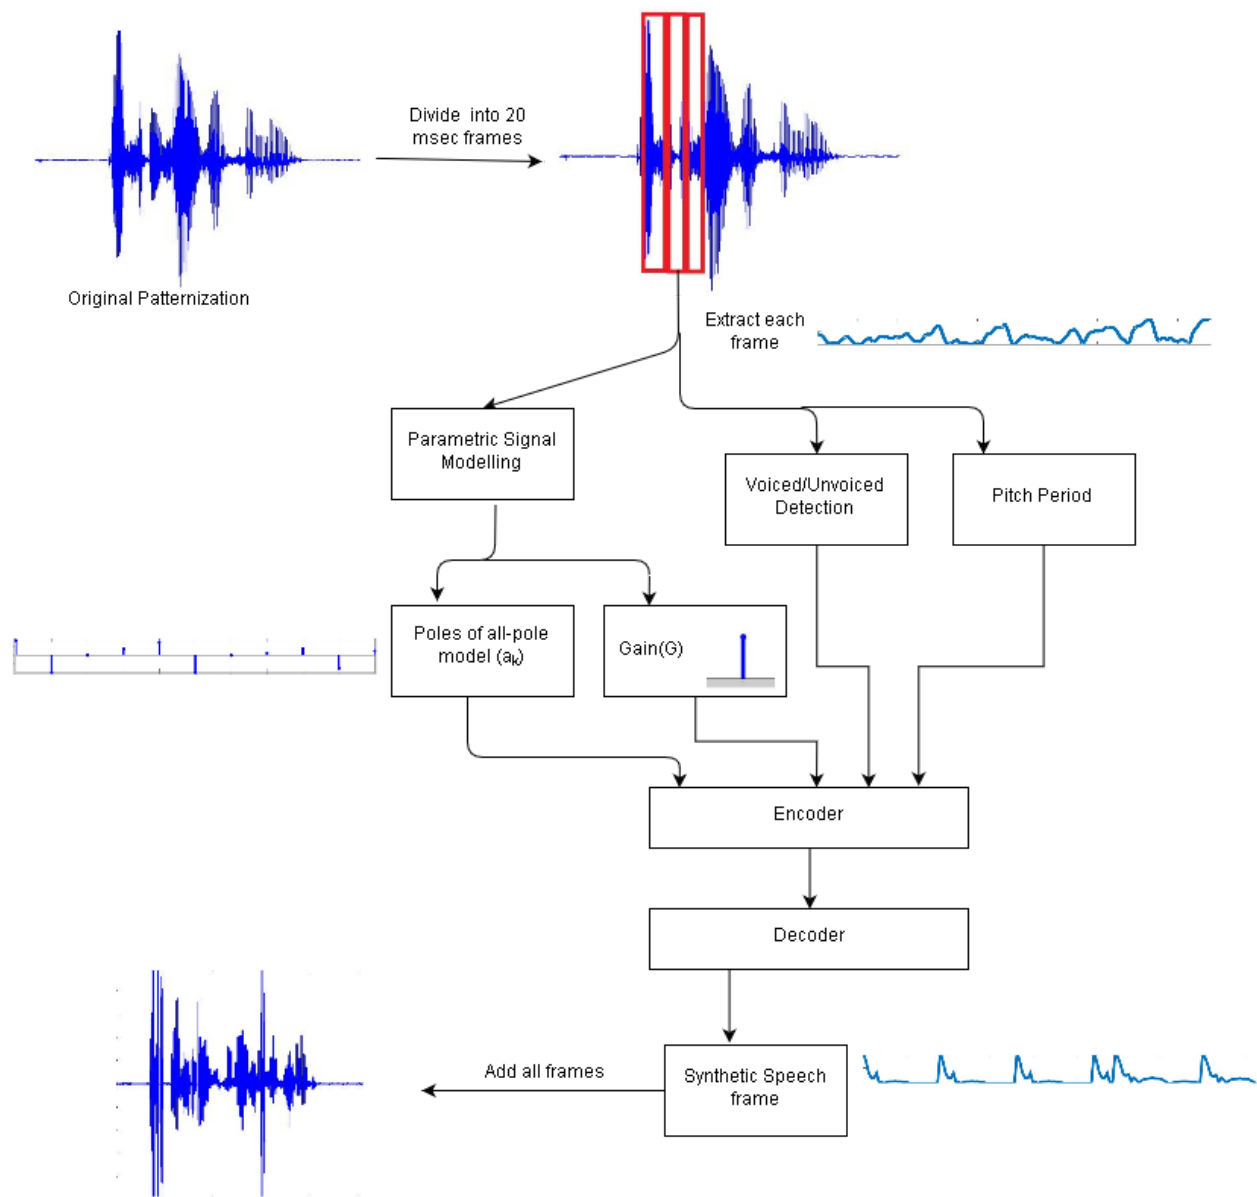 Divide into 20
msec frames
Original Patternization
Extract each
frame
Parametric Signal
Modelling
Voiced/Unvoiced
Detection
Pitch Period
Poles of all-pole
model (ak)
Gain(G)
Encoder
Decoder
Add all frames
Synthetic Speech
frame